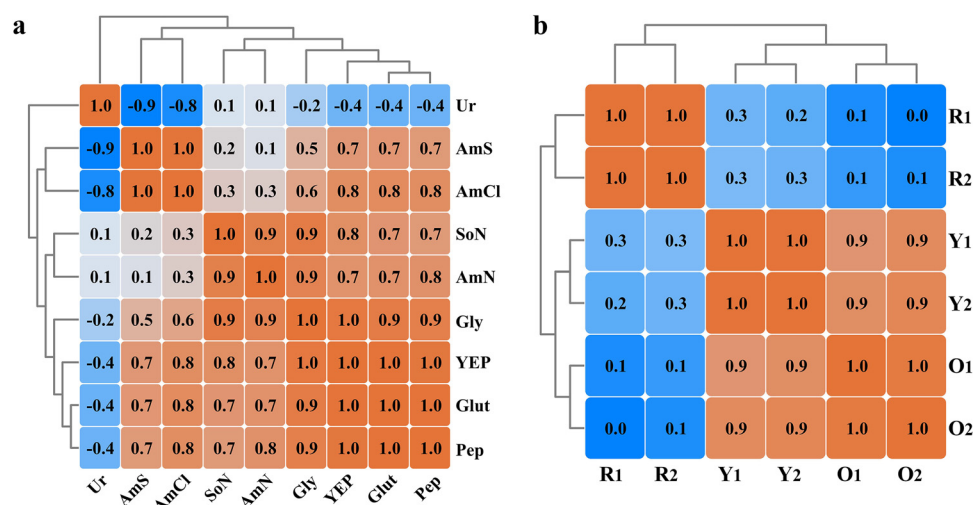 a
1.0 -0.9 -0.8 0.1 0.1 -0.2 -0.4 -0.4 -0.4 Ur
-0.9 1.0 1.0 0.2 0.1 0.5 0.7 0.7 0.7 AmS
-0.8 1.0 1.0 0.3 0.3 0.6 0.8 0.8 0.8 AmCl
0.1 0.2 0.3 1.0 0.9 0.9 0.8 0.7 0.7 SoN
0.1 0.1 0.3 0.9 1.0 0.9 0.7 0.7 0.8 AmN
-0.2 0.5 0.6 0.9 0.9 1.0 1.0 0.9 0.9 Gly
-0.4 0.7 0.8 0.8 0.7 1.0 1.0 1.0 1.0 YEP
-0.4 0.7 0.8 0.7 0.7 0.9 1.0 1.0 1.0 Glut
-0.4 0.7 0.8 0.7 0.8 0.9 1.0 1.0 1.0 Pep
Ur AmS AmCl SoN AmN Gly YEP Glut Pep
b
1.0 1.0 0.3 0.2 0.1 0.0 R1
1.0 1.0 0.3 0.3 0.1 0.1 R2
0.3 0.3 1.0 1.0 0.9 0.9 Y1
0.2 0.3 1.0 1.0 0.9 0.9 Y2
0.1 0.1 0.9 0.9 1.0 1.0 O1
0.0 0.1 0.9 0.9 1.0 1.0 O2
R1 R2 Y1 Y2 O1 O2